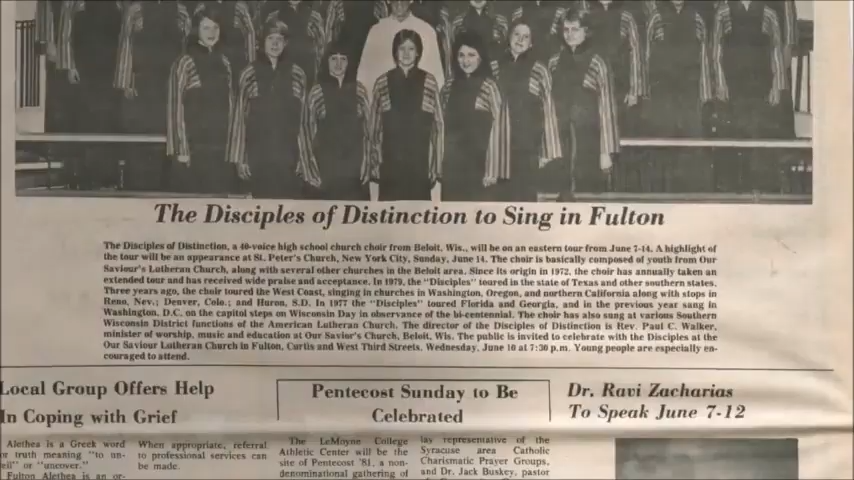 The Disciples of Distinction to Sing in Fulton
The Disciples of Distinction, a 40-voice high school church choir from Beloit, Wis., will be on an eastern tour from June 7-14. A highlight of
the tour will be an appearance at St. Peter's Church, New York City, Sunday, June 14. The choir is basically composed of youth from Our
Saviour's Lutheran Church, along with several other churches in the Beloit area. Since its origin in 1972, the choir has annually taken an
extended tour and has received wide praise and acceptance. In 1979, the "Disciples" toured in the state of Texas and other southern states.
Three years ago, the choir toured the West Coast, singing in churches in Washington, Oregon, and northern California along with stops in
Reno, Nev.; Denver, Colo.; and Huron, S.D. In 1977 the "Disciples" toured Florida and Georgia, and in the previous year sang in
Washington, D.C. on the capitol steps on Wisconsin Day in observance of the bi-centennial. The choir has also sung at various Southern
Wisconsin District functions of the American Lutheran Church. The director of the Disciples of Distinction is Rev. Paul C. Walker,
minister of worship, music and education at Our Savior's Church, Beloit, Wis. The public is invited to celebrate with the Disciples at the
Our Saviour Lutheran Church in Fulton, Curtis and West Third Streets, Wednesday, June 10 at 7:30 p.m. Young people are especially en-
couraged to attend.
Local Group Offers Help
In Coping with Grief
Alethea is a Greek word
or truth meaning "to un-
" or "uncover."
Fulton Alethea is an or-
When appropriate, referral
to professional services can
be made.
Pentecost Sunday to Be
Celebrated
The LeMoyne College
Athletic Center will be the
site of Pentecost '81, a non-
denominational gathering of
lay representative of the
Syracuse area Catholic
Charismatic Prayer Groups,
and Dr. Jack Buskey, pastor
Dr. Ravi Zacharias
To Speak June 7-12